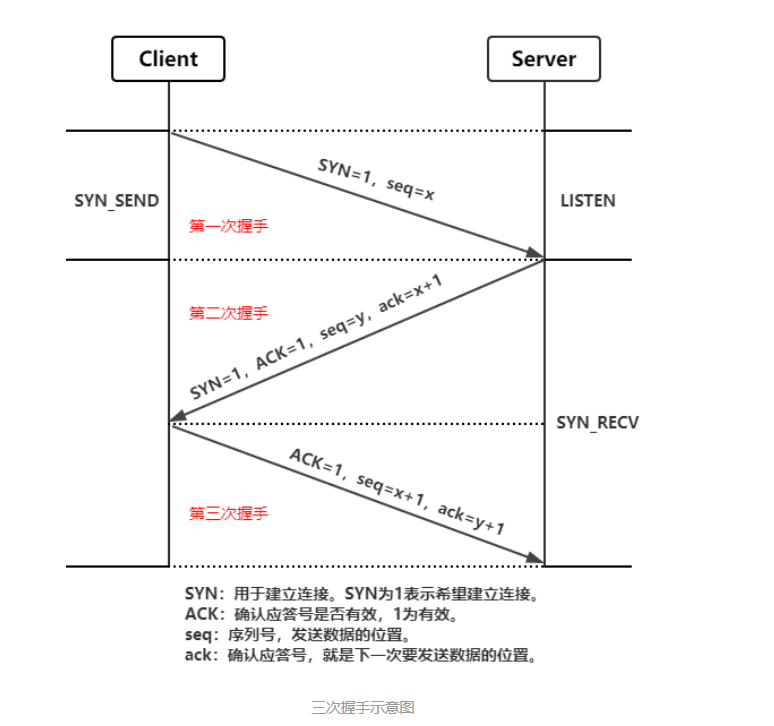 Client
Server
SYN=1，seq=x
SYN_SEND
LISTEN
第一次握手
第二次握手
SYN=1，ACK=1，seq=y，ack=x+1
SYN_RECV
ACK=1，seq=x+1，ack=y+1
第三次握手
SYN：用于建立连接。SYN为1表示希望建立连接。
ACK：确认应答号是否有效，1为有效。
seq：序列号，发送数据的位置。
ack：确认应答号，就是下一次要发送数据的位置。
三次握手示意图